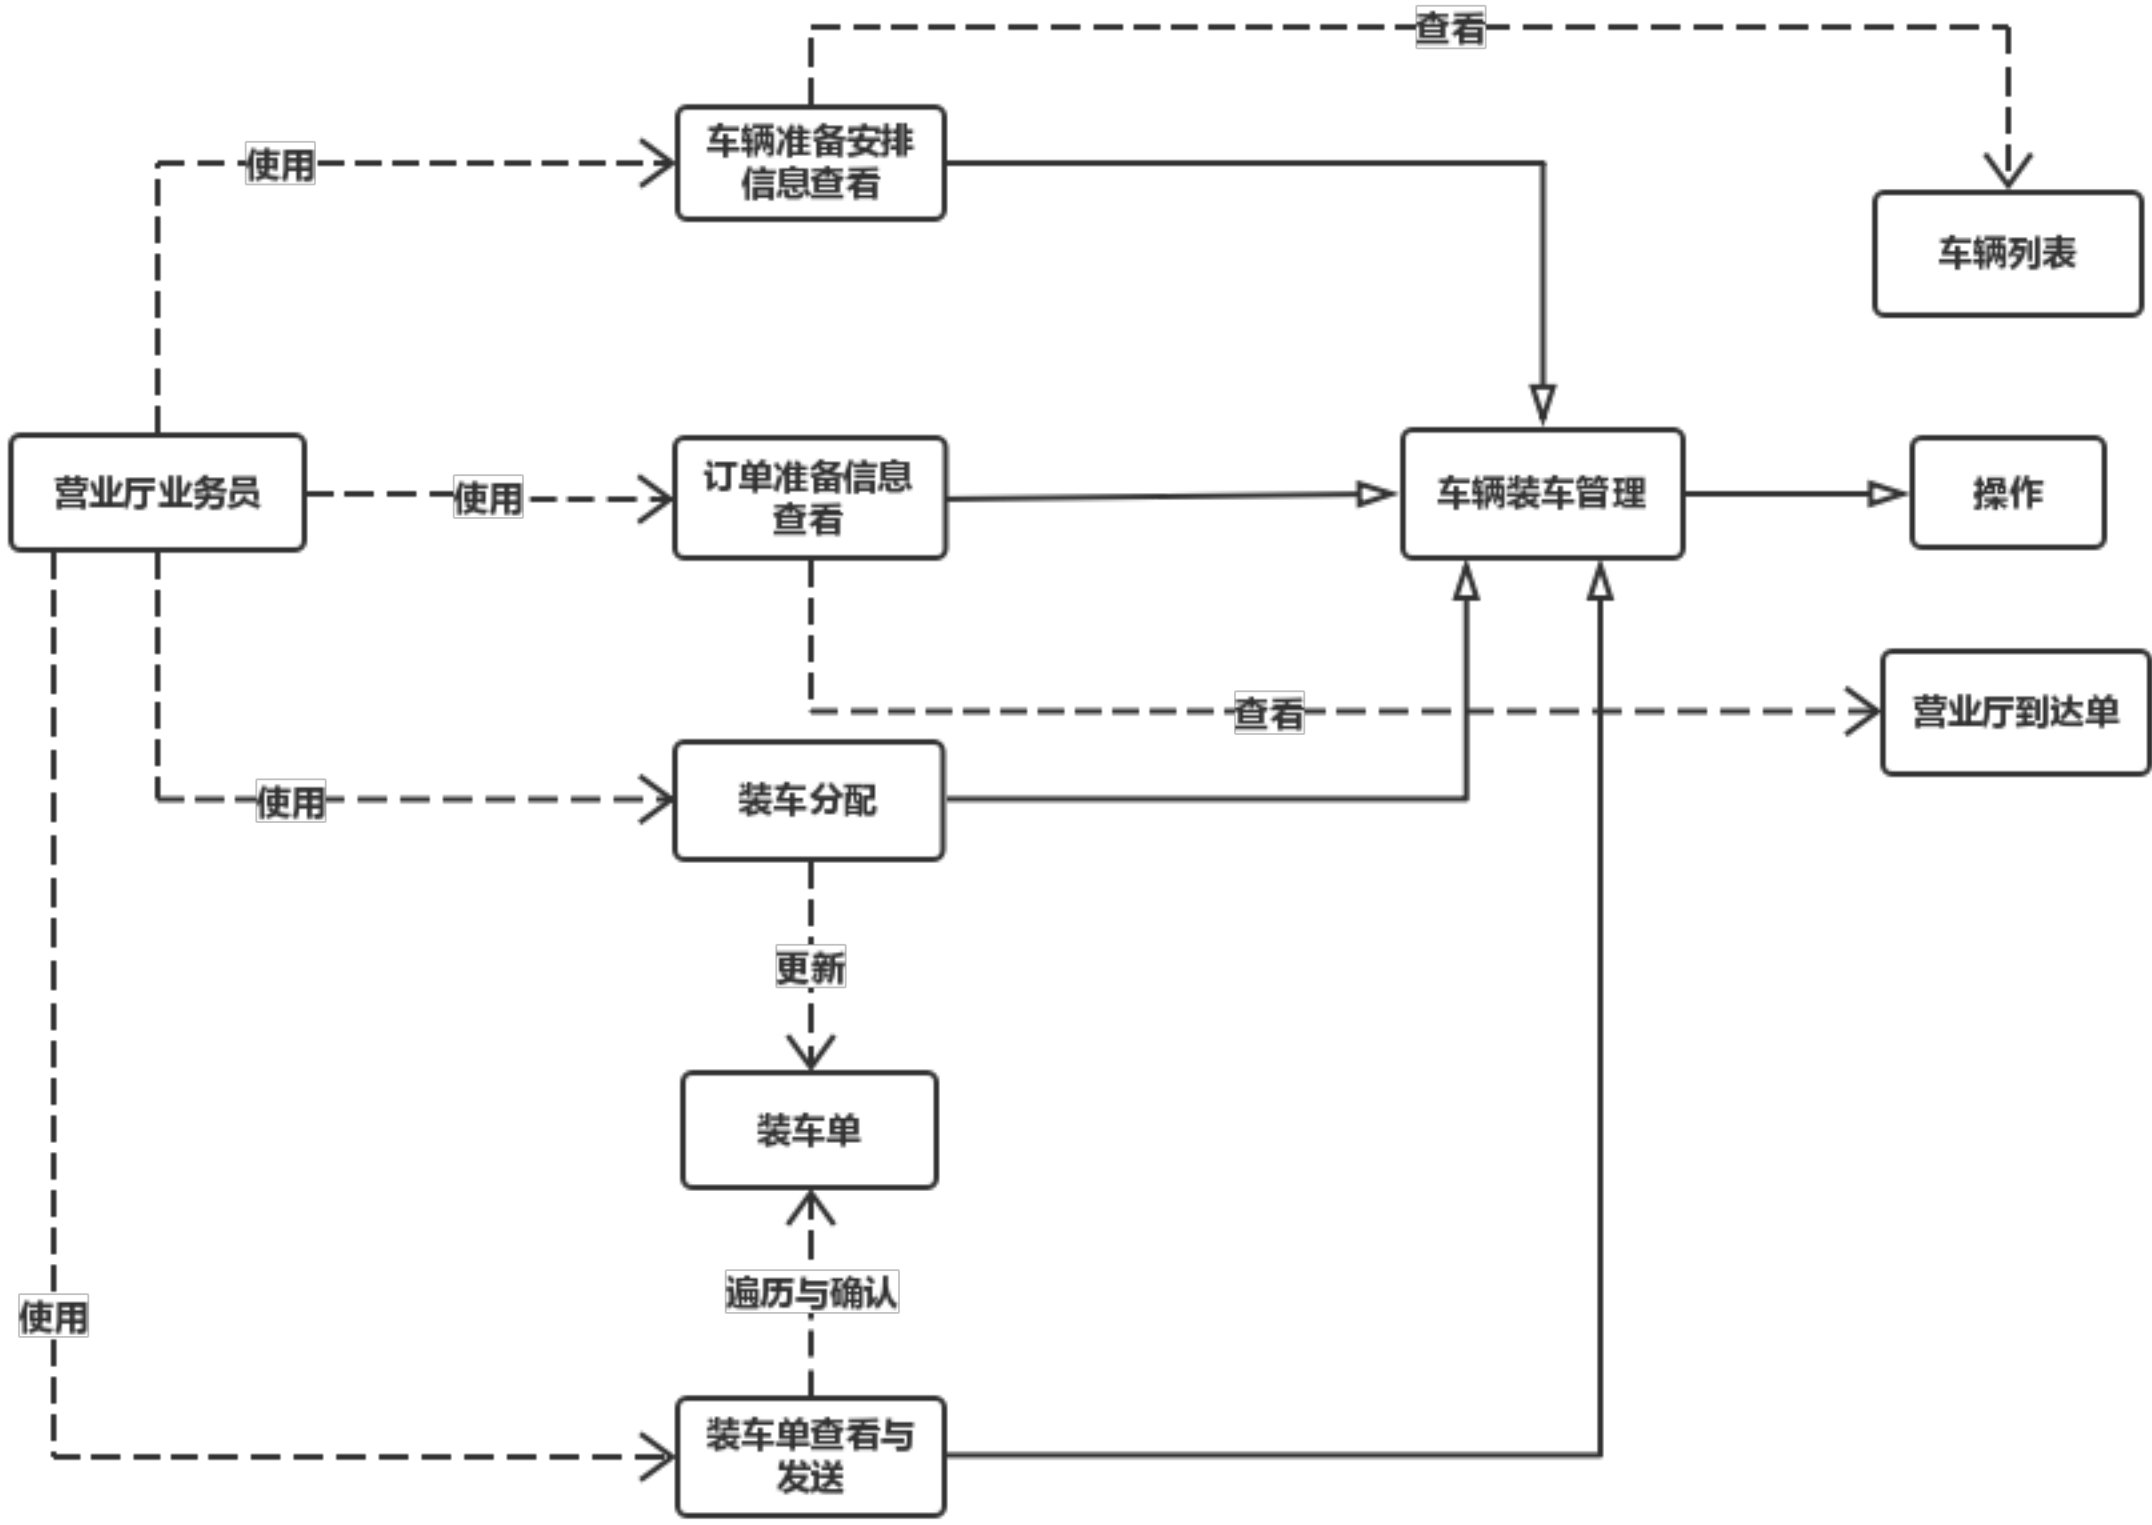 查看
使用
车辆准备安排
信息查看
车辆列表
营业厅业务员
使用
订单准备信息
查看
车辆装车管理
操作
查看
营业厅到达单
使用
装车分配
更新
装车单
遍历与确认
使用
装车单查看与
发送